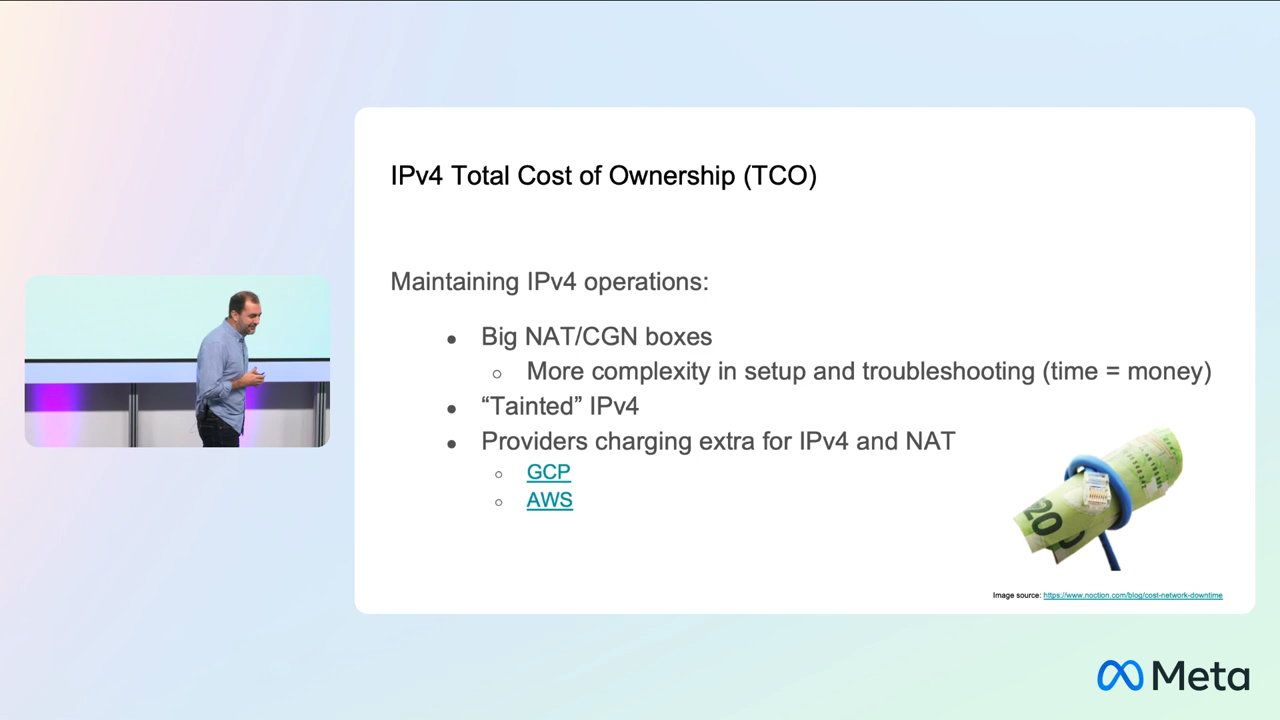 IPv4 Total Cost of Ownership (TCO)
Maintaining IPv4 operations:
● Big NAT/CGN boxes
○ More complexity in setup and troubleshooting (time = money)
● “Tainted” IPv4
● Providers charging extra for IPv4 and NAT
○ GCP
○ AWS
20
Image source: https://www.noction.com/blog/cost-network-downtime
Meta